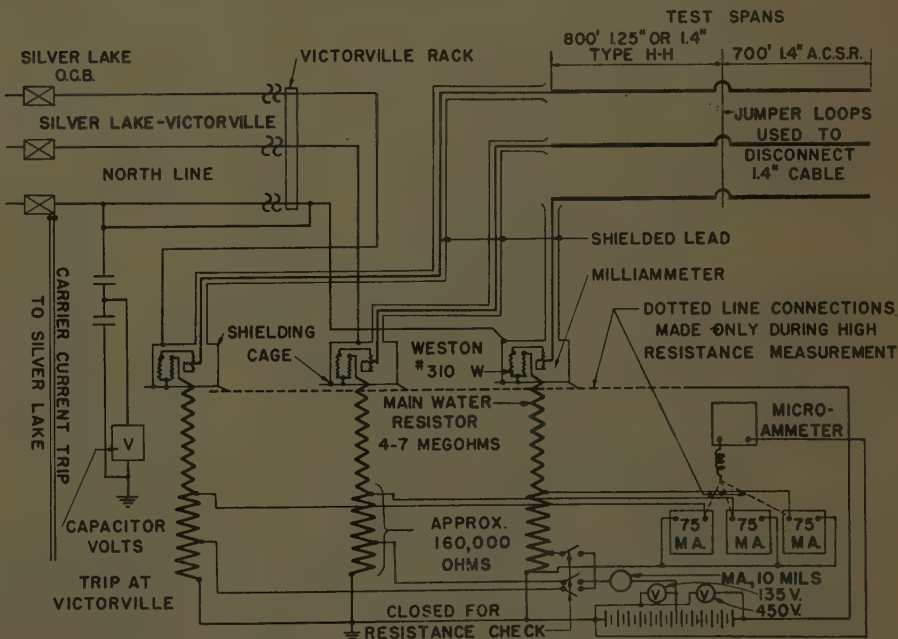 TEST SPANS
800' 1.25" OR 1.4"
TYPE H-H
700' 1.4" A.C.S.R.
SILVER LAKE
O.C.B.
VICTORVILLE RACK
SILVER LAKE-VICTORVILLE
NORTH LINE
JUMPER LOOPS
USED TO
DISCONNECT
1.4" CABLE
SHIELDED LEAD
MILLIAMMETER
CARRIER CURRENT TRIP
TO SILVER LAKE
SHIELDING
CAGE
WESTON
#310 W
DOTTED LINE CONNECTIONS
MADE ONLY DURING HIGH
RESISTANCE MEASUREMENT
MAIN WATER
RESISTOR
4-7 MEGOHMS
MICRO-
AMMETER
V
CAPACITOR
VOLTS
APPROX.
160,000
OHMS
75
M.A.
75
M.A.
75
M.A.
TRIP AT
VICTORVILLE
MA, 10 MILS
135 V.
450 V.
V
V
CLOSED FOR
RESISTANCE CHECK